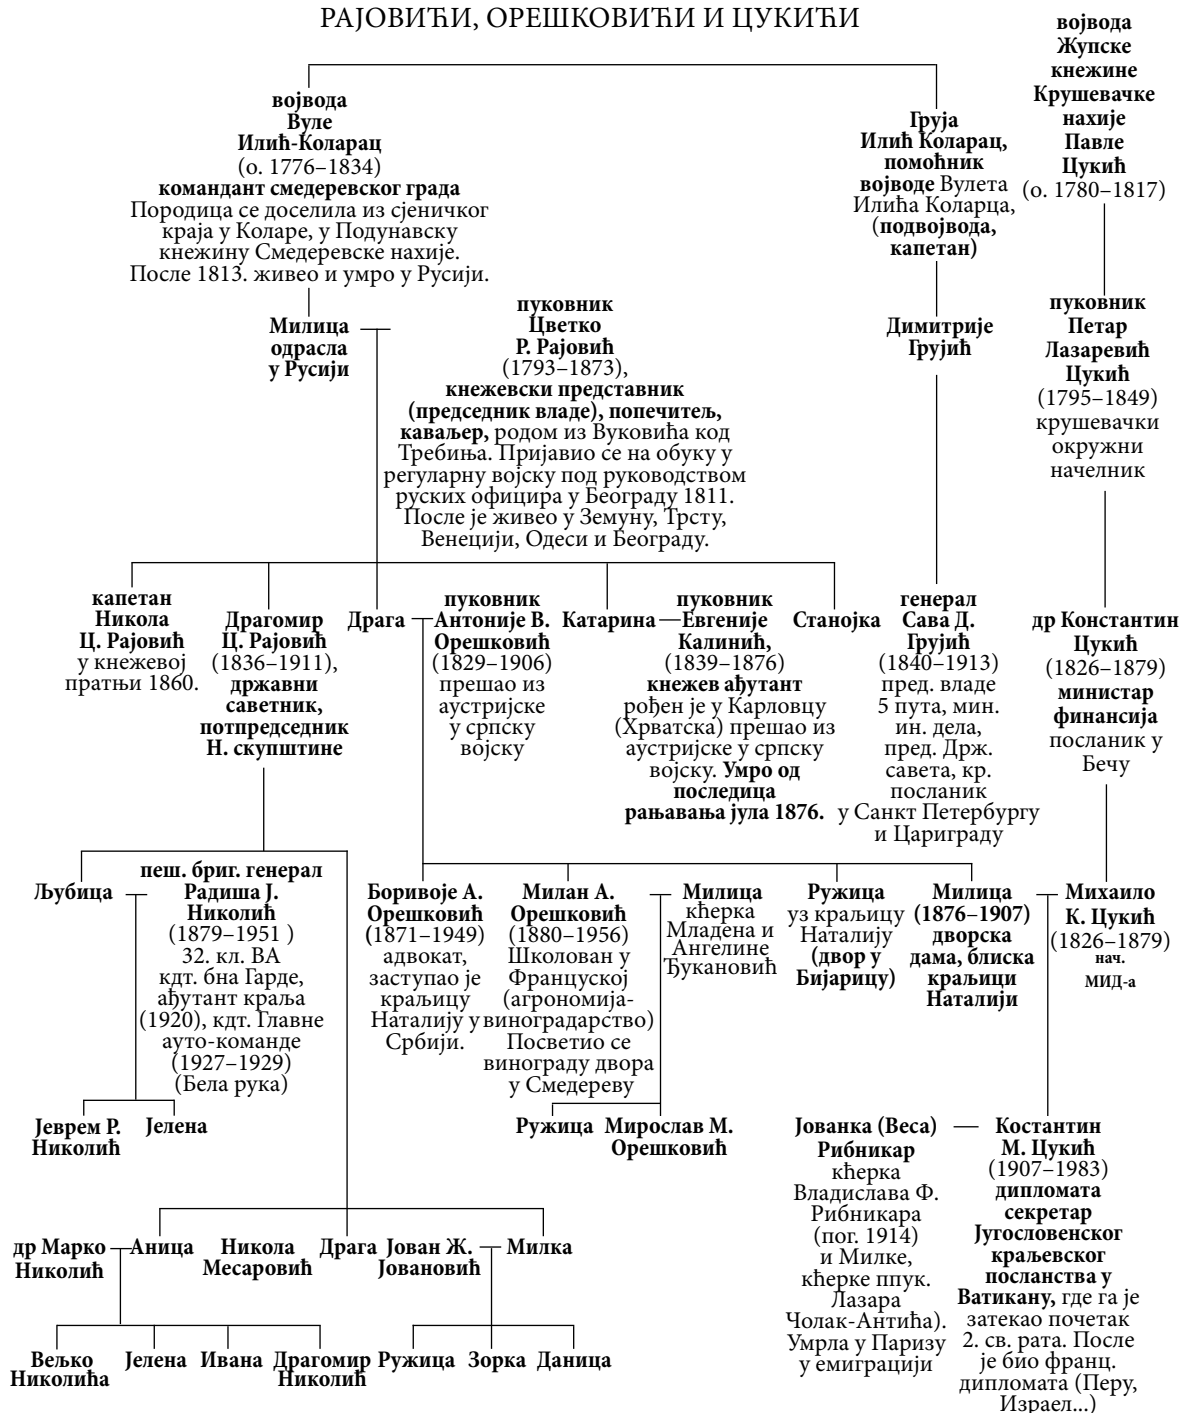 РАЈОВИЋИ, ОРЕШКОВИЋИ И ЦУКИЋИ
војвода
Вуле
Илић-Коларац
(о. 1776–1834)
командант смедеревског града
Породица се доселила из сјеничког
краја у Коларе, у Подунавску
кнежину Смедеревске нахије.
После 1813. живео и умро у Русији.
Груја
Илић Коларац,
помоћник
војводе Вулета
Илића Коларца,
(подвојвода,
капетан)
војвода
Жупске
кнежине
Крушевачке
нахије
Павле
Цукић
(о. 1780–1817)
Милица
одрасла
у Русији
пуковник
Цветко
Р. Рајовић
(1793–1873),
кнежевски представник
(председник владе), попечитељ,
каваљер, родом из Вуковића код
Требиња. Пријавио се на обуку у
регуларну војску под руководством
руских официра у Београду 1811.
После је живео у Земуну, Трсту,
Венецији, Одеси и Београду.
Димитрије
Грујић
пуковник
Петар
Лазаревић
Цукић
(1795–1849)
крушевачки
окружни
начелник
капетан
Никола
Ц. Рајовић
у кнежевој
пратњи 1860.
Драгомир
Ц. Рајовић
(1836–1911),
државни
саветник,
потпредседник
Н. скупштине
Драга
пуковник
Антоније В.
Орешковић
(1829–1906)
прешао из
аустријске
у српску
војску
Катарина
пуковник
Евгеније
Калинић,
(1839–1876)
кнежев ађутант
рођен је у Карловцу
(Хрватска) прешао из
аустријске у српску
војску. Умро од
последица
рањавања јула 1876.
Станојка
генерал
Сава Д.
Грујић
(1840–1913)
пред. владе
5 пута, мин.
ин. дела,
пред. Држ.
савета, кр.
посланик
у Санкт Петербургу
и Цариграду
др Константин
Цукић
(1826–1879)
министар
финансија
посланик у
Бечу
Љубица
пеш. бриг. генерал
Радиша Ј.
Николић
(1879–1951 )
32. кл. ВА
кдт. бна Гарде,
ађутант краља
(1920), кдт. Главне
ауто-команде
(1927–1929)
(Бела рука)
Боривоје А.
Орешковић
(1871–1949)
адвокат,
заступао је
краљицу
Наталију у
Србији.
Милан А.
Орешковић
(1880–1956)
Школован у
Француској
(агрономија-
виноградарство)
Посветио се
винограду двора
у Смедереву
Милица
кћерка
Младена и
Ангелине
Ђукановић
Ружица
уз краљицу
Наталију
(двор у
Бијарицу)
Милица
(1876–1907)
дворска
дама, блиска
краљици
Наталији
Михаило
К. Цукић
(1826–1879)
нач.
МИД-а
Јеврем Р.
Николић
Јелена
Ружица
Мирослав М.
Орешковић
Јованка (Веса)
Рибникар
кћерка
Владислава Ф.
Рибникара
(пог. 1914)
и Милке,
кћерке ппук.
Лазара
Чолак-Антића).
Умрла у Паризу
у емиграцији
Костантин
М. Цукић
(1907–1983)
дипломата
секретар
Југословенског
краљевског
посланства у
Ватикану, где га је
затекао почетак
2. св. рата. После
је био франц.
дипломата (Перу,
Израел...)
др Марко
Николић
Аница
Никола
Месаровић
Драга
Јован Ж.
Јовановић
Милка
Вељко
Николића
Јелена
Ивана
Драгомир
Николић
Ружица
Зорка
Даница